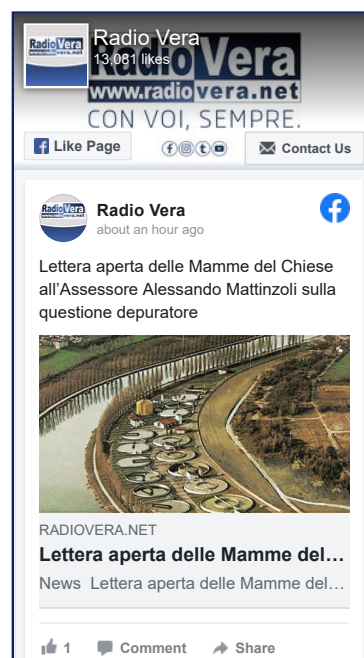 Radio Vera
13,081 likes
RadioVera
www.radiovera.net
CON VOI, SEMPRE.
Like Page
Contact Us
Radio Vera
about an hour ago
Lettera aperta delle Mamme del Chiese
all’Assessore Alessando Mattinzoli sulla
questione depuratore
RADIOVERA.NET
Lettera aperta delle Mamme del…
News Lettera aperta delle Mamme del…
1
Comment
Share